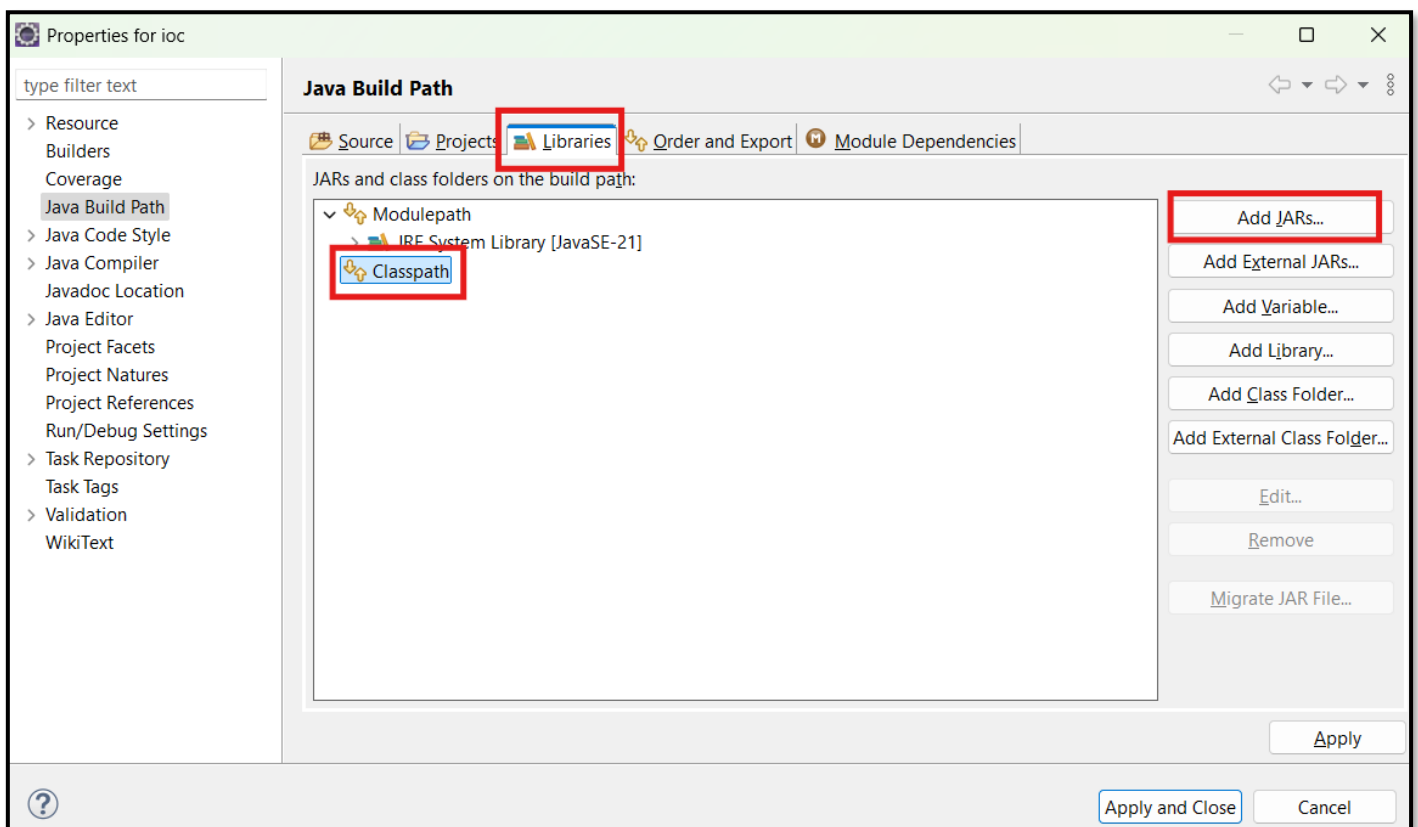 Properties for ioc
type filter text
Resource
Builders
Coverage
Java Build Path
Java Code Style
Java Compiler
Javadoc Location
Java Editor
Project Facets
Project Natures
Project References
Run/Debug Settings
Task Repository
Task Tags
Validation
WikiText
Java Build Path
Source Projects Libraries Order and Export M Module Dependencies
JARs and class folders on the build path:
Modulepath
JRE System Library [JavaSE-21]
Classpath
Add JARs...
Add External JARs...
Add Variable...
Add Library...
Add Class Folder...
Add External Class Folder...
Edit...
Remove
Migrate JAR File...
Apply
?
Apply and Close Cancel